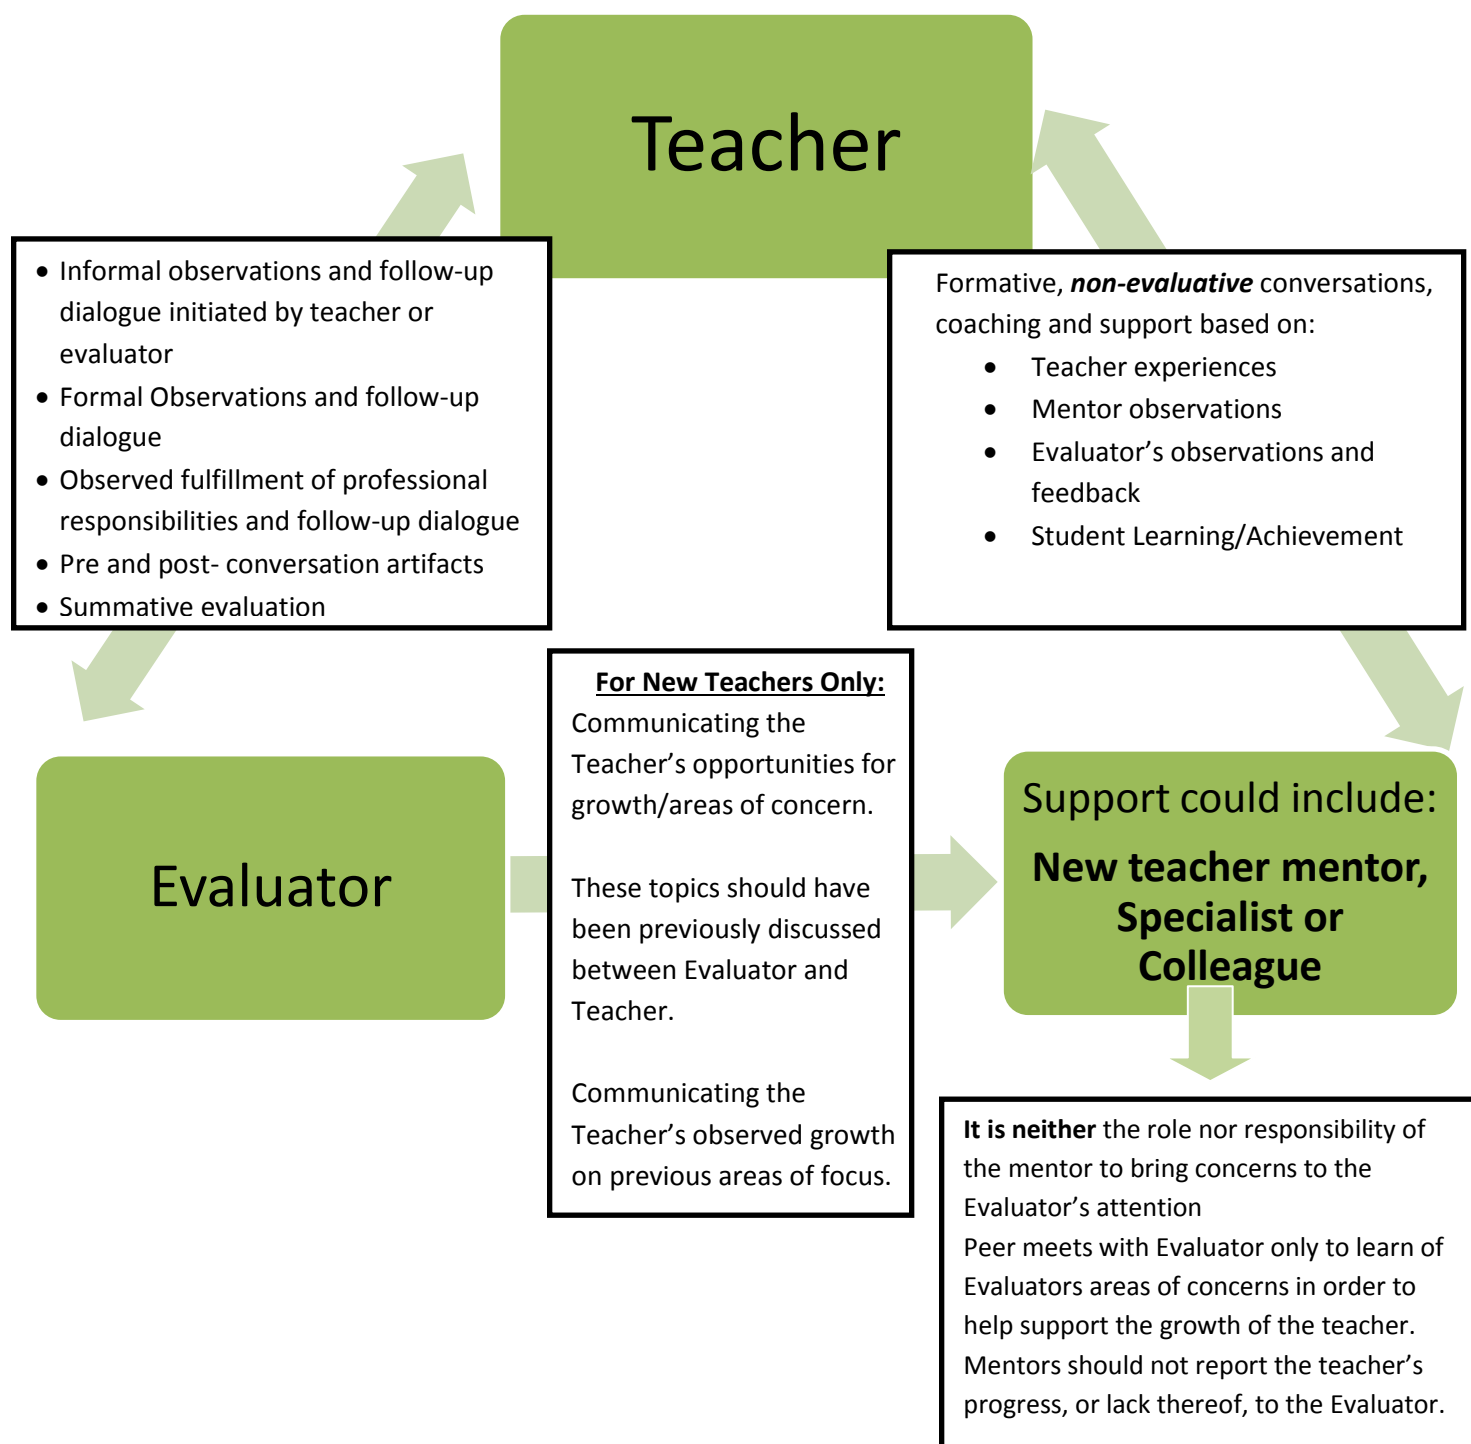 Teacher
• Informal observations and follow-up
dialogue initiated by teacher or
evaluator
• Formal Observations and follow-up
dialogue
• Observed fulfillment of professional
responsibilities and follow-up dialogue
• Pre and post- conversation artifacts
• Summative evaluation
Formative, non-evaluative conversations,
coaching and support based on:
• Teacher experiences
• Mentor observations
• Evaluator’s observations and
feedback
• Student Learning/Achievement
Evaluator
For New Teachers Only:
Communicating the
Teacher’s opportunities for
growth/areas of concern.
These topics should have
been previously discussed
between Evaluator and
Teacher.
Communicating the
Teacher’s observed growth
on previous areas of focus.
Support could include:
New teacher mentor,
Specialist or
Colleague
It is neither the role nor responsibility of
the mentor to bring concerns to the
Evaluator’s attention
Peer meets with Evaluator only to learn of
Evaluators areas of concerns in order to
help support the growth of the teacher.
Mentors should not report the teacher’s
progress, or lack thereof, to the Evaluator.